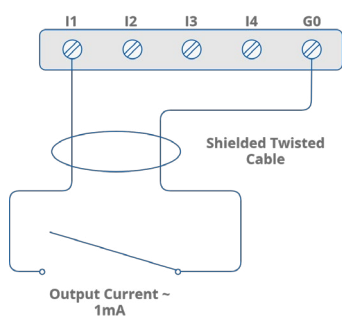 I1 I2 I3 I4 G0
Shielded Twisted
Cable
Output Current ~
1mA